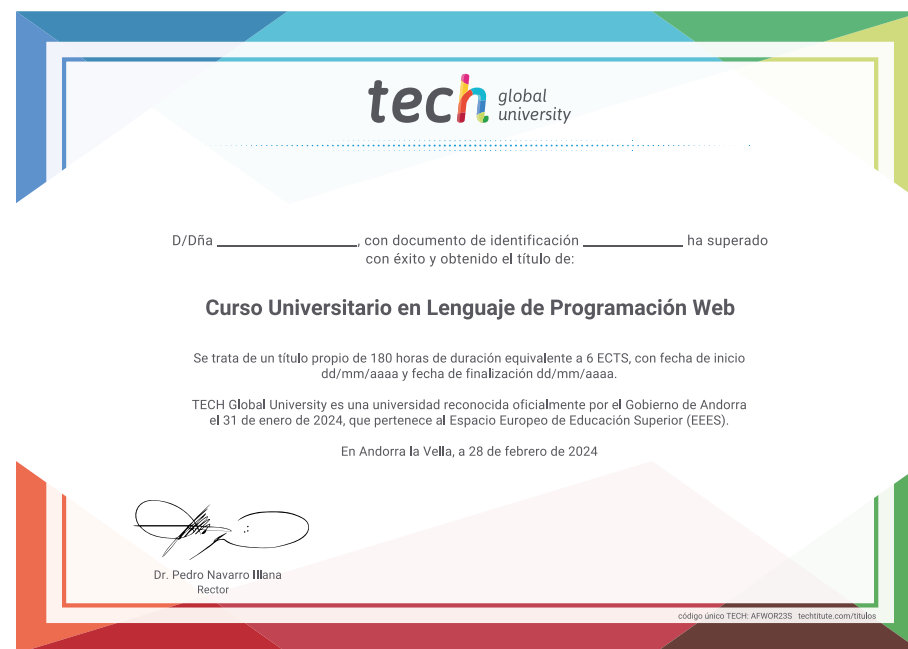 tech global university
D/Dña ____________________, con documento de identificación ______________ ha superado
con éxito y obtenido el título de:
Curso Universitario en Lenguaje de Programación Web
Se trata de un título propio de 180 horas de duración equivalente a 6 ECTS, con fecha de inicio
dd/mm/aaaa y fecha de finalización dd/mm/aaaa.
TECH Global University es una universidad reconocida oficialmente por el Gobierno de Andorra
el 31 de enero de 2024, que pertenece al Espacio Europeo de Educación Superior (EEES).
En Andorra la Vella, a 28 de febrero de 2024
Dr. Pedro Navarro Illana
Rector
código único TECH: AFWOR23S techtitute.com/titulos